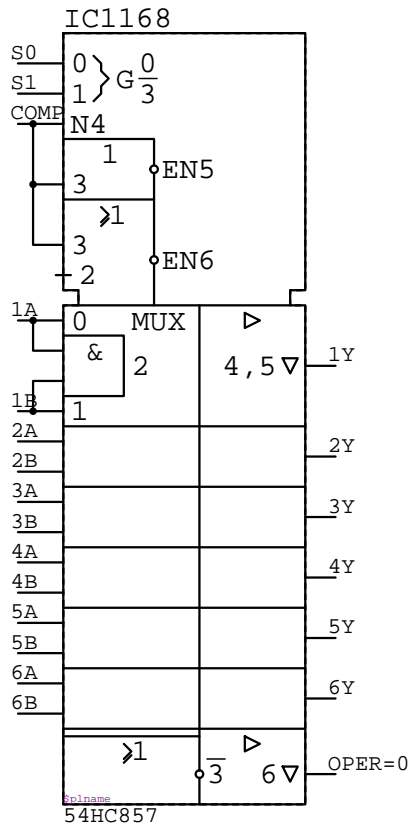 IC1168
S0
0
0
G
S1
1
3
COMP
N4
1
EN5
3
≥1
EN6
3
2
1A
0
MUX
▷
&
2
4,5 ▽
1Y
1B
1
2A
2Y
2B
3A
3Y
3B
4A
4Y
4B
5A
5Y
5B
6A
6Y
6B
▷
≥1
3
6 ▽
OPER=0
$plname
54HC857